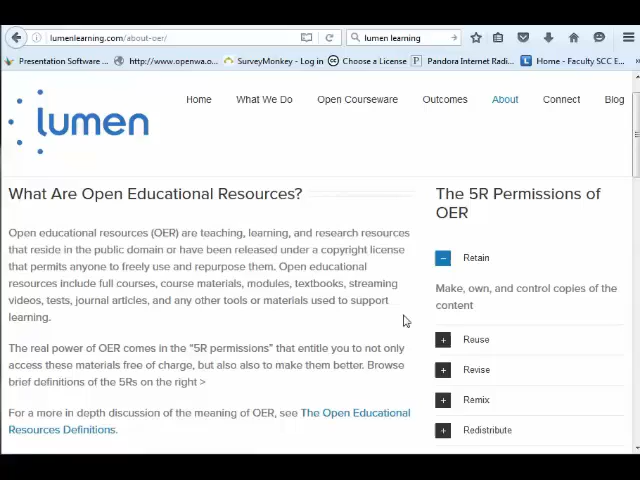 lumenlearning.com/about-oer/
lumen learning
Presentation Software ...
http://www.openwa.o...
SurveyMonkey - Log in
Choose a License
Pandora Internet Radi...
Home - Faculty SCC E...
lumen
Home
What We Do
Open Courseware
Outcomes
About
Connect
Blog
What Are Open Educational Resources?
Open educational resources (OER) are teaching, learning, and research resources
that reside in the public domain or have been released under a copyright license
that permits anyone to freely use and repurpose them. Open educational
resources include full courses, course materials, modules, textbooks, streaming
videos, tests, journal articles, and any other tools or materials used to support
learning.
The real power of OER comes in the “5R permissions” that entitle you to not only
access these materials free of charge, but also also to make them better. Browse
brief definitions of the 5Rs on the right >
For a more in depth discussion of the meaning of OER, see The Open Educational
Resources Definitions.
The 5R Permissions of
OER
Retain
Make, own, and control copies of the
content
Reuse
Revise
Remix
Redistribute